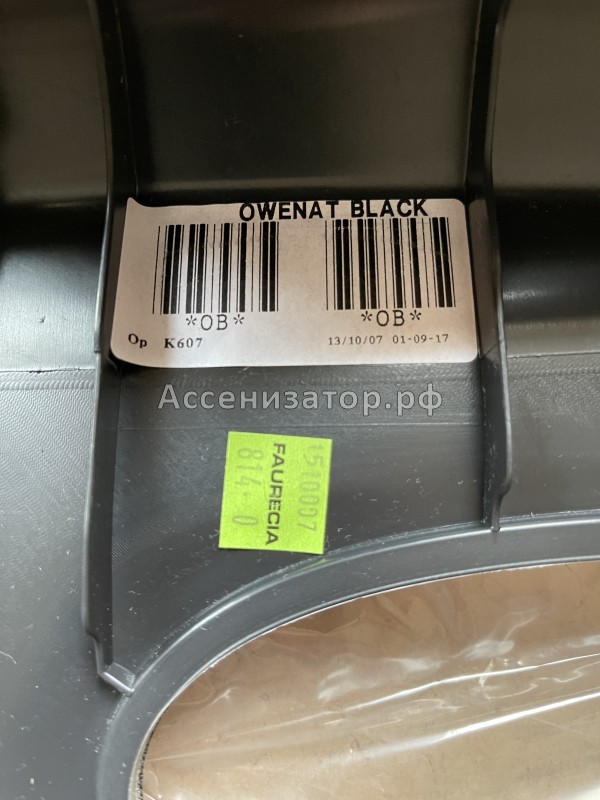 OWENAT BLACK
*OB* *OB*
Op K607 13/10/07 01-09-17
Ассенизатор.рф
1510007
FAURECIA
814-0